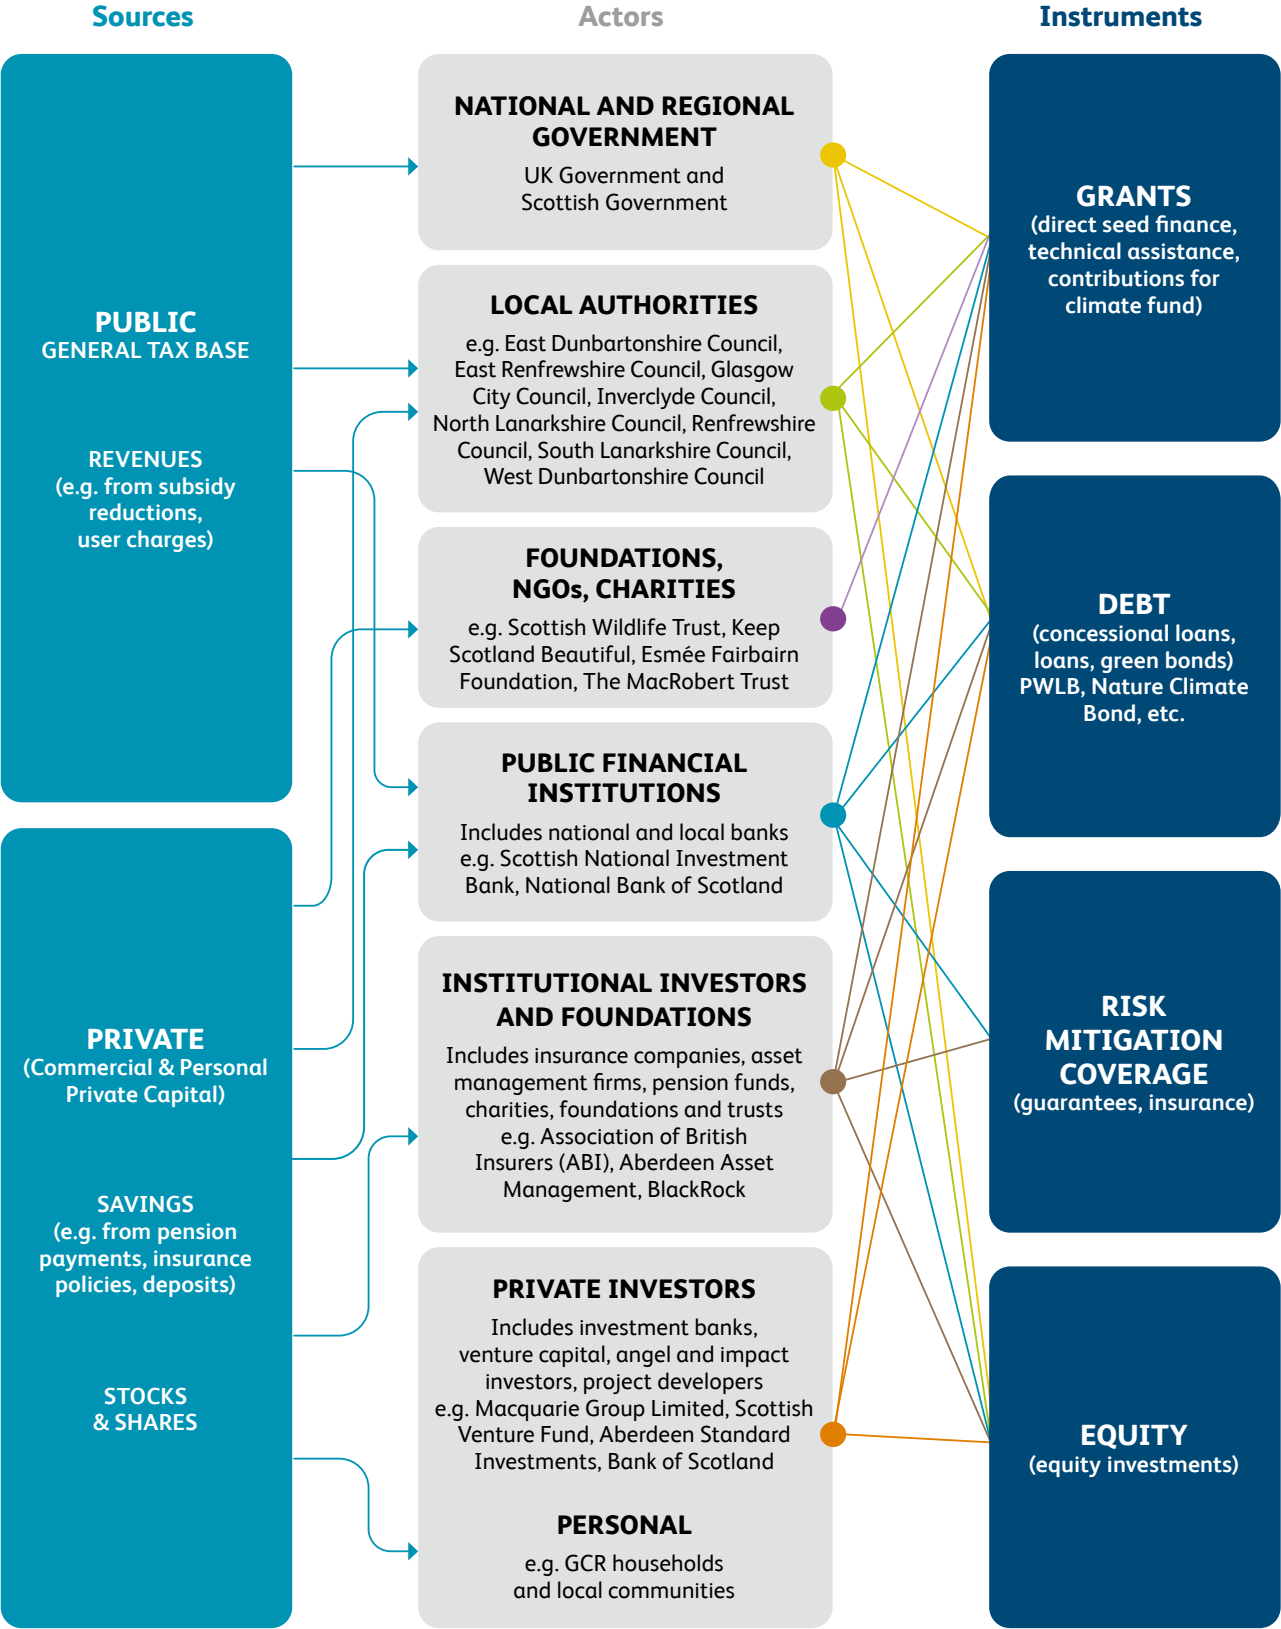 Sources
Actors
Instruments
PUBLIC
GENERAL TAX BASE
REVENUES
(e.g. from subsidy
reductions,
user charges)
PRIVATE
(Commercial & Personal
Private Capital)
SAVINGS
(e.g. from pension
payments, insurance
policies, deposits)
STOCKS
& SHARES
NATIONAL AND REGIONAL
GOVERNMENT
UK Government and
Scottish Government
LOCAL AUTHORITIES
e.g. East Dunbartonshire Council,
East Renfrewshire Council, Glasgow
City Council, Inverclyde Council,
North Lanarkshire Council, Renfrewshire
Council, South Lanarkshire Council,
West Dunbartonshire Council
FOUNDATIONS,
NGOs, CHARITIES
e.g. Scottish Wildlife Trust, Keep
Scotland Beautiful, Esmée Fairbairn
Foundation, The MacRobert Trust
PUBLIC FINANCIAL
INSTITUTIONS
Includes national and local banks
e.g. Scottish National Investment
Bank, National Bank of Scotland
INSTITUTIONAL INVESTORS
AND FOUNDATIONS
Includes insurance companies, asset
management firms, pension funds,
charities, foundations and trusts
e.g. Association of British
Insurers (ABI), Aberdeen Asset
Management, BlackRock
PRIVATE INVESTORS
Includes investment banks,
venture capital, angel and impact
investors, project developers
e.g. Macquarie Group Limited, Scottish
Venture Fund, Aberdeen Standard
Investments, Bank of Scotland
PERSONAL
e.g. GCR households
and local communities
GRANTS
(direct seed finance,
technical assistance,
contributions for
climate fund)
DEBT
(concessional loans,
loans, green bonds)
PWLB, Nature Climate
Bond, etc.
RISK
MITIGATION
COVERAGE
(guarantees, insurance)
EQUITY
(equity investments)